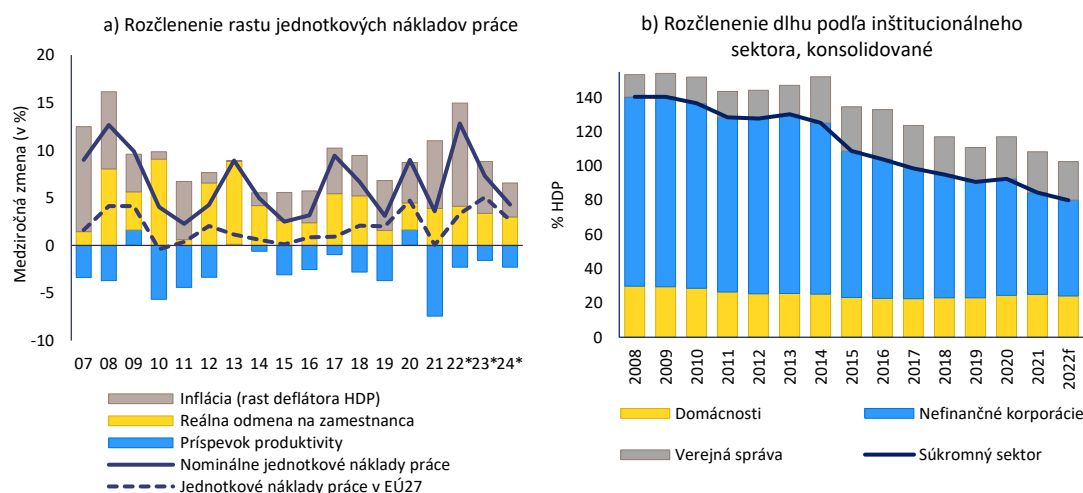 a) Rozčlenenie rastu jednotkových nákladov práce
Medziročná zmena (v %)
20
15
10
5
0
-5
-10
07 08 09 10 11 12 13 14 15 16 17 18 19 20 21 22* 23* 24*
Inflácia (rast deflátora HDP)
Reálna odmena na zamestnanca
Príspevok produktivity
Nominálne jednotkové náklady práce
Jednotkové náklady práce v EÚ27
b) Rozčlenenie dlhu podľa inštitucionálneho
sektora, konsolidované
% HDP
140
120
100
80
60
40
20
0
2008 2009 2010 2011 2012 2013 2014 2015 2016 2017 2018 2019 2020 2021 2022f
Domácnosti Nefinančné korporácie
Verejná správa Súkromný sektor